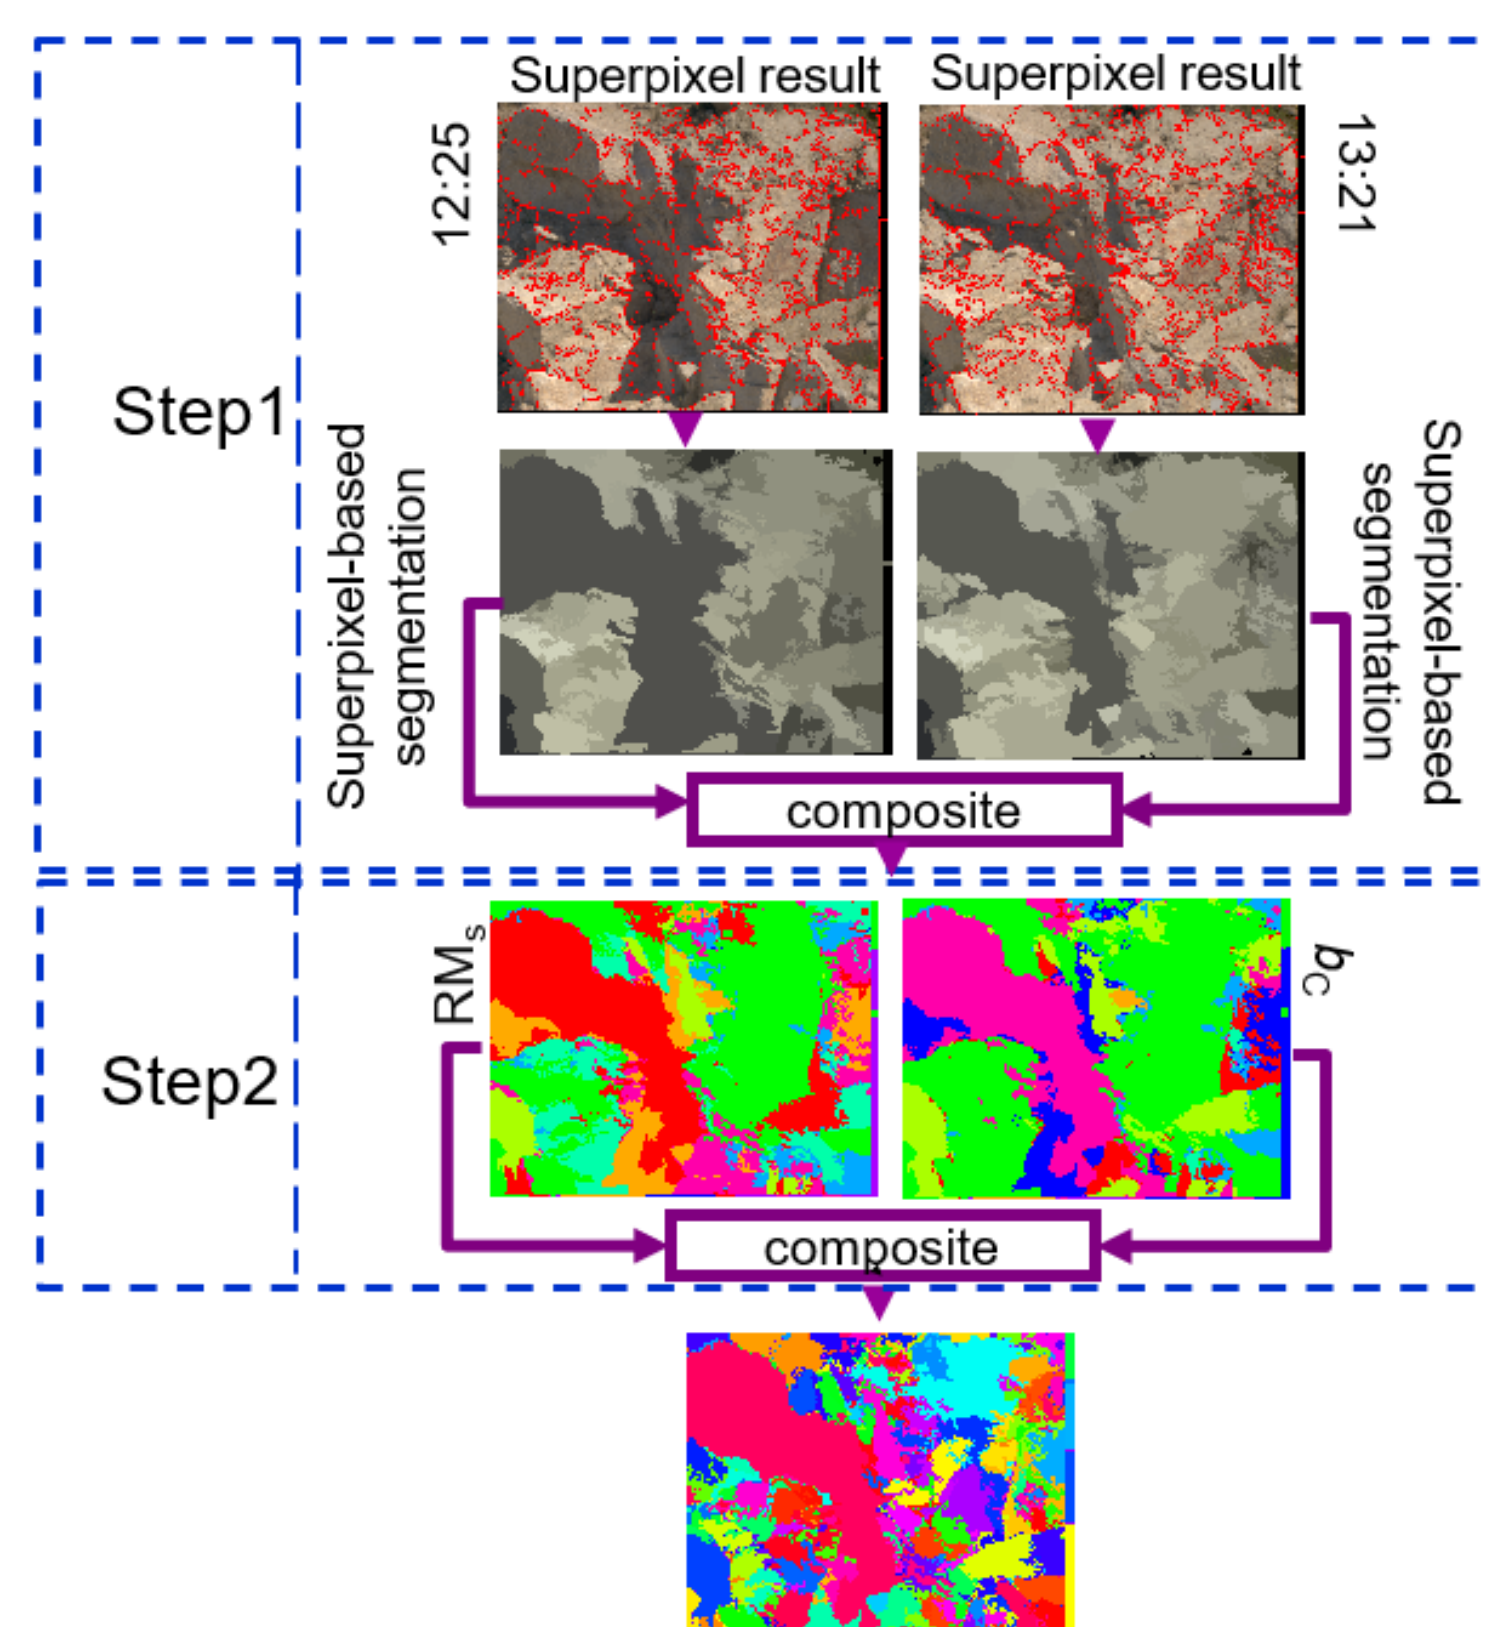 Superpixel result
Superpixel result
12:25
13:21
Step1
Superpixel-based
segmentation
Superpixel-based
segmentation
composite
RMs
bC
Step2
composite